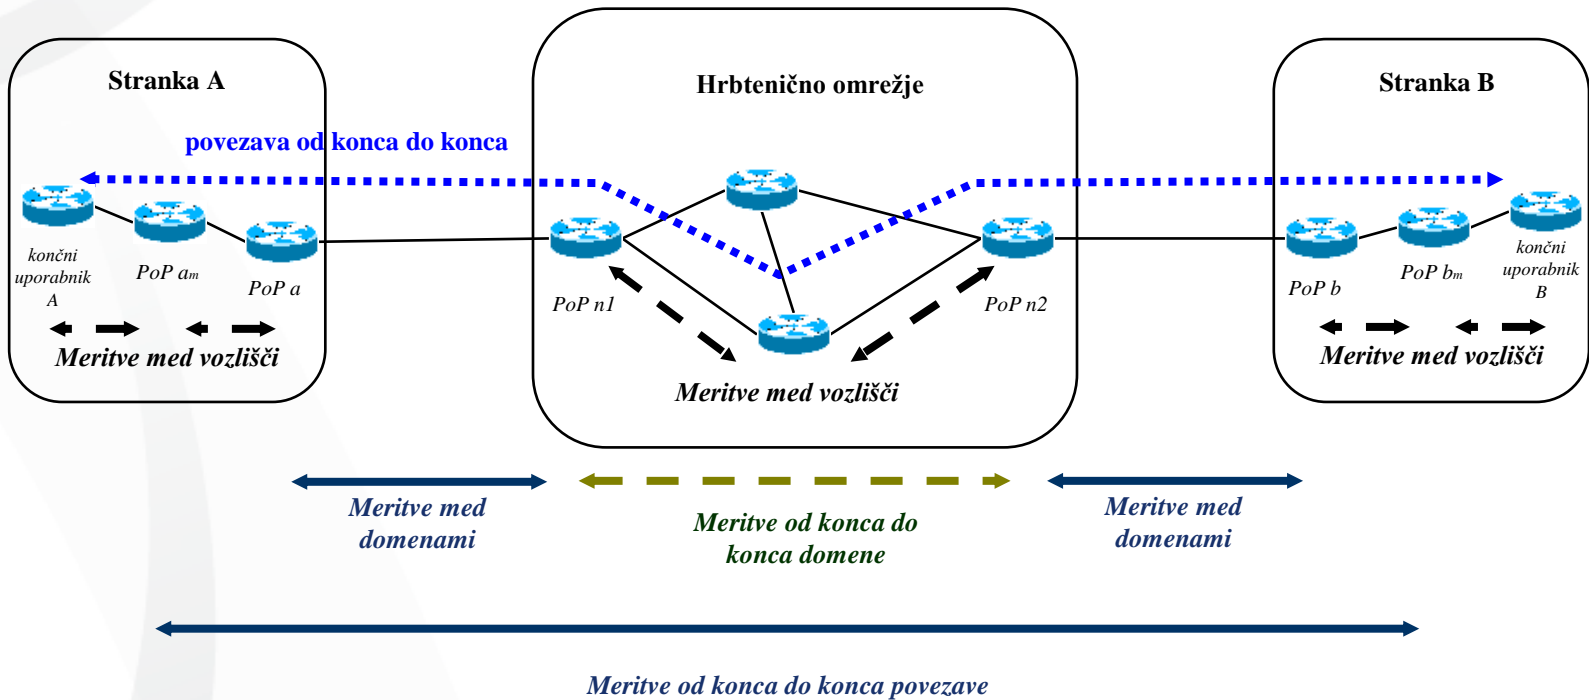 Stranka A
Hrbtenično omrežje
Stranka B
povezava od konca do konca
končni
uporabnik
A
PoP am
PoP a
PoP n1
PoP n2
PoP b
PoP bm
končni
uporabnik
B
Meritve med vozlišči
Meritve med vozlišči
Meritve med vozlišči
Meritve med
domenami
Meritve od konca do
konca domene
Meritve med
domenami
Meritve od konca do konca povezave